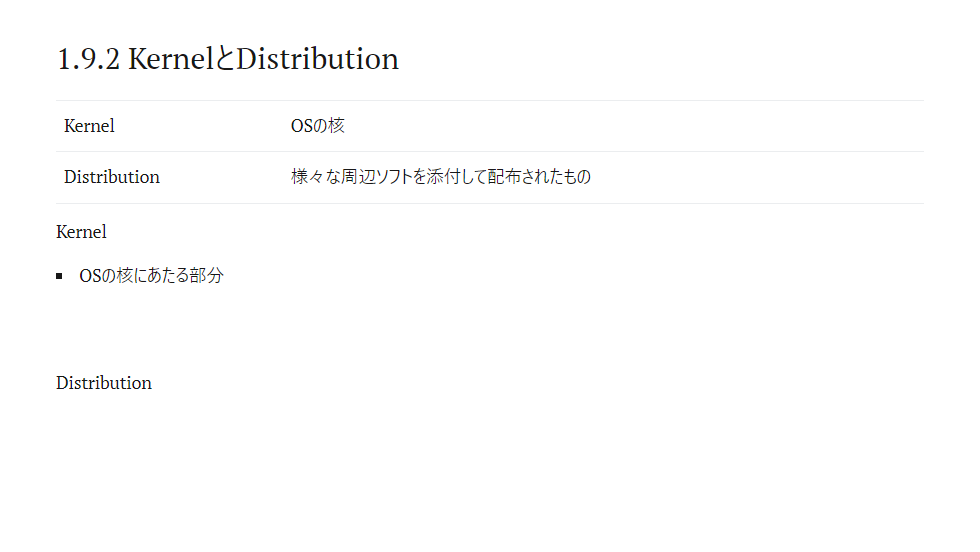 1.9.2 KernelとDistribution
Kernel OSの核
Distribution 様々な周辺ソフトを添付して配布されたもの
Kernel
OSの核にあたる部分
Distribution